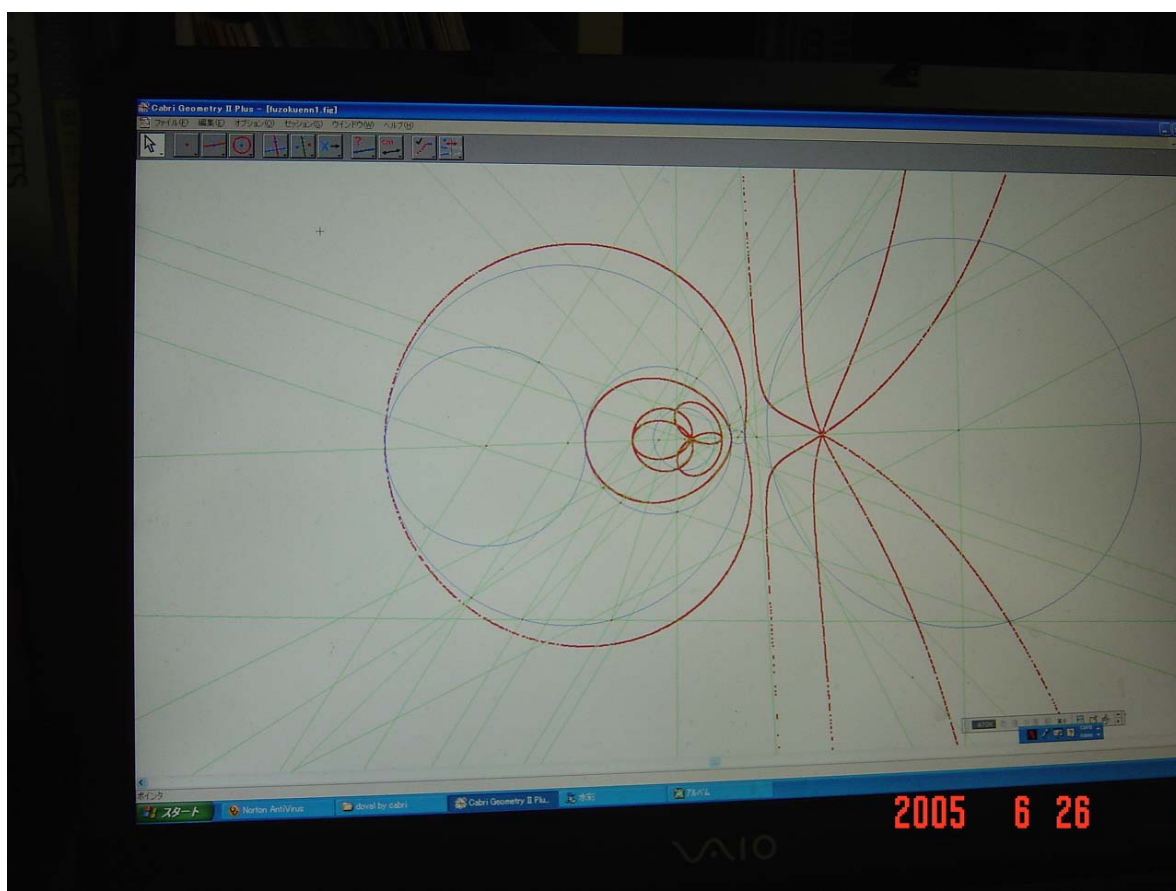 Cabri Geometry II Plus - [fuzokuenn1.fig]
ファイル(F) 編集(E) オプション(O) セッション(S) ウインドウ(W) ヘルプ(H)
ポインタ
スタート
Norton AntiVirus
doval by cabri
Cabri Geometry II Plu..
水彩
アルバム
2005 6 26
VAIO